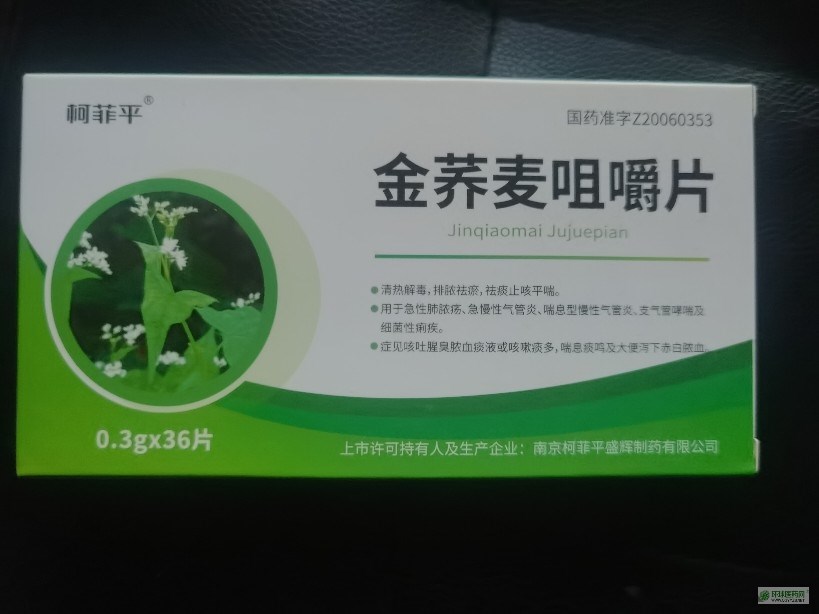 柯菲平®
国药准字Z20060353
金荞麦咀嚼片
Jinqiaomai Jujuepian
●清热解毒，排脓祛瘀，祛痰止咳平喘。
●用于急性肺脓疡、急慢性气管炎、喘息型慢性气管炎、支气管哮喘及
细菌性痢疾。
●症见咳吐腥臭脓血痰液或咳嗽痰多，喘息痰鸣及大便泻下赤白脓血
0.3gx36片
上市许可持有人及生产企业：南京柯菲平盛辉制药有限公司
环球医药网